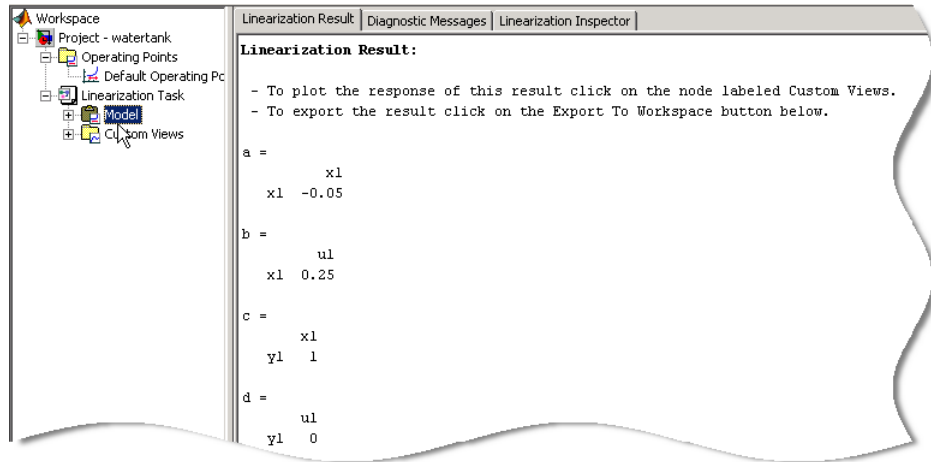 Workspace
Project - watertank
Operating Points
Default Operating Po
Linearization Task
Model
Custom Views
Linearization Result
Diagnostic Messages
Linearization Inspector
Linearization Result:
- To plot the response of this result click on the node labeled Custom Views.
- To export the result click on the Export To Workspace button below.
a =
x1
x1 -0.05
b =
u1
x1 0.25
c =
x1
y1 1
d =
u1
y1 0